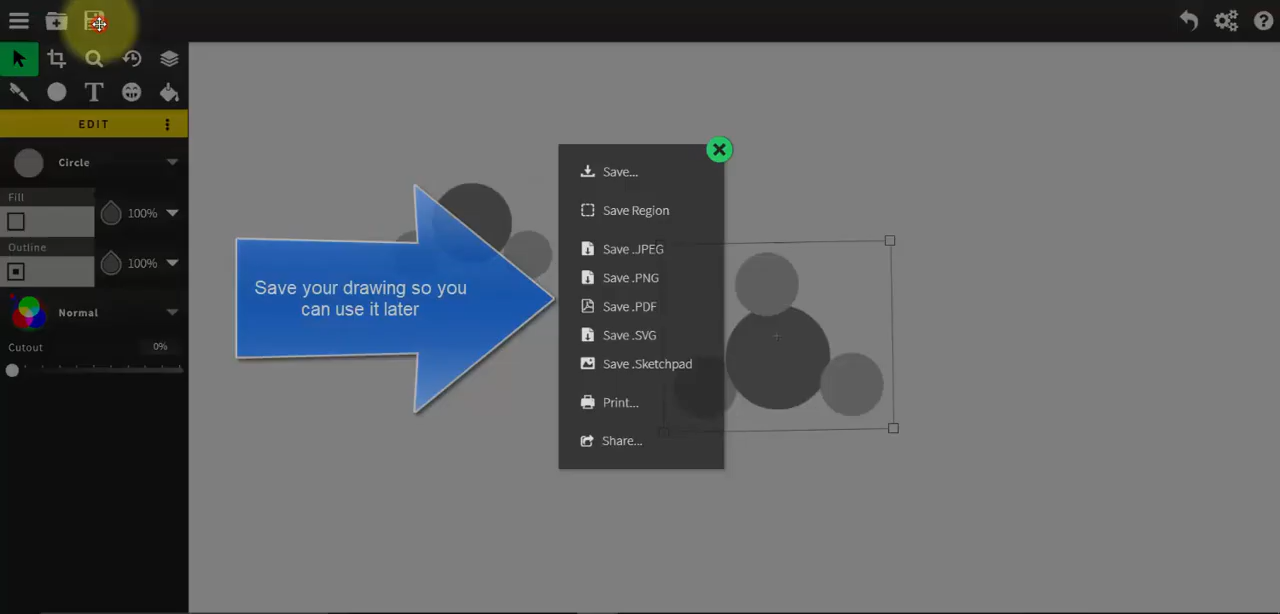 EDIT
Circle
Fill
100%
Outline
100%
Normal
Cutout 0%
Save your drawing so you
can use it later
Save...
Save Region
Save .JPEG
Save .PNG
Save .PDF
Save .SVG
Save .Sketchpad
Print...
Share...